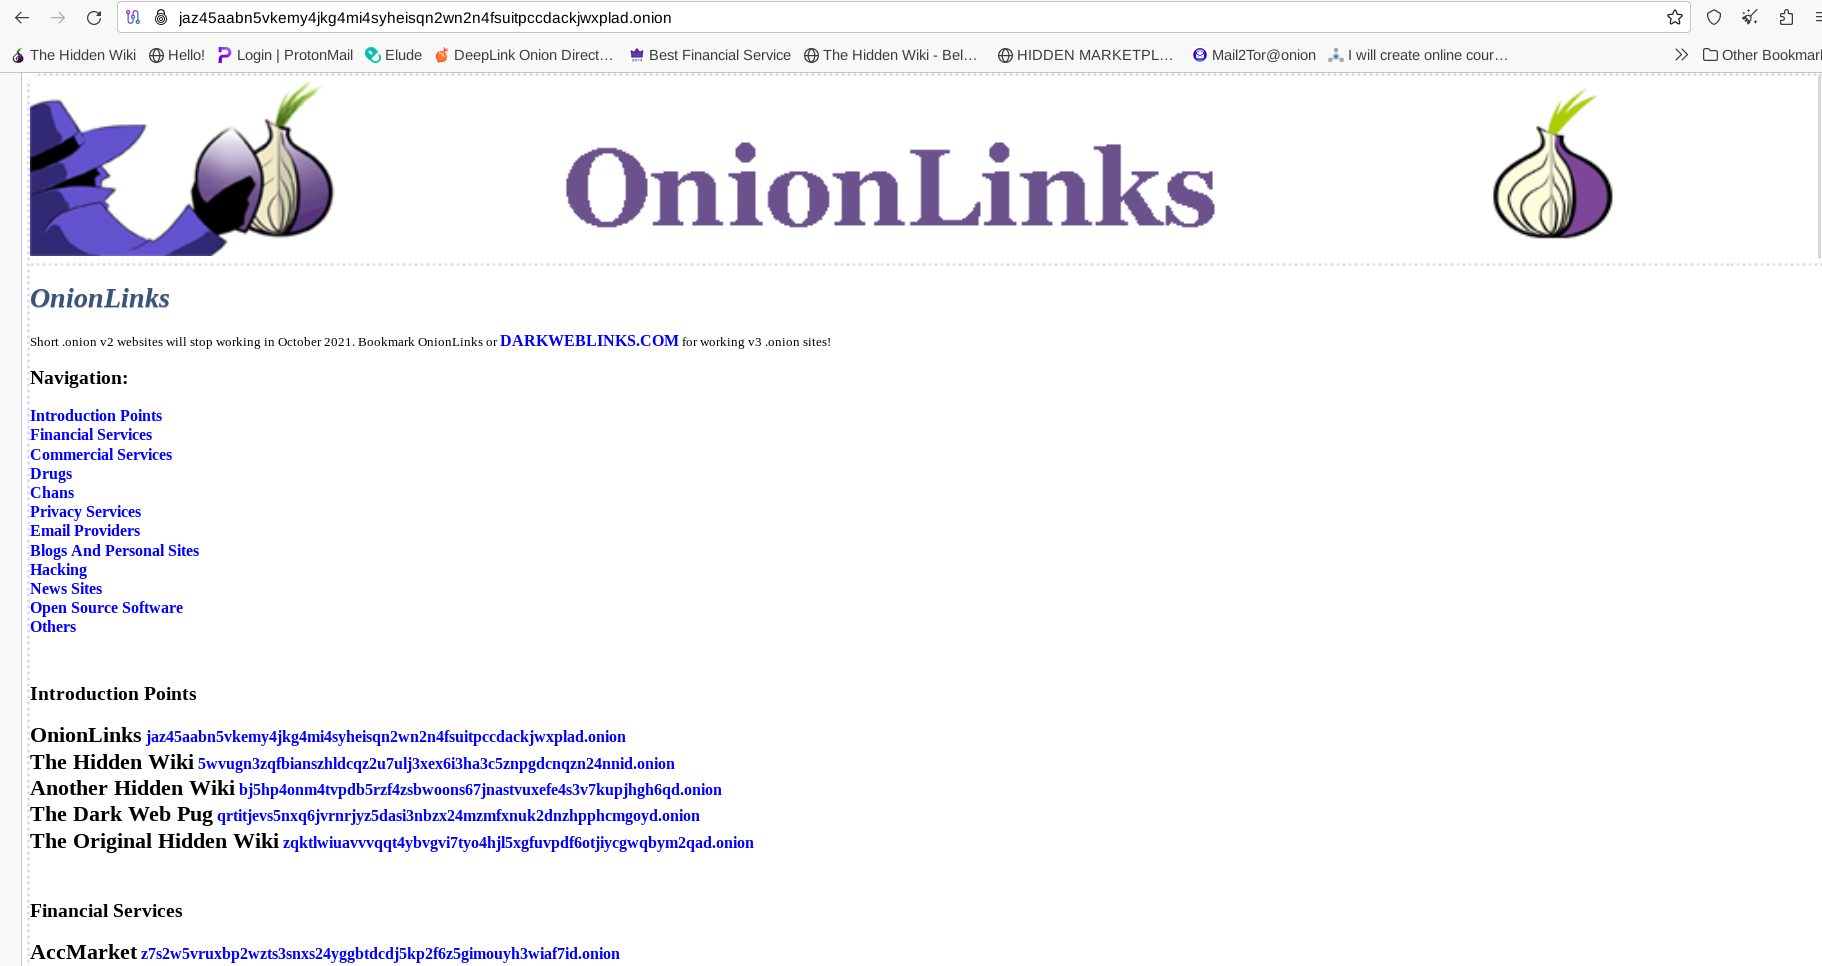 jaz45aabn5vkemy4jkg4mi4syheisqn2wn2n4fsuitpccdackjwxplad.onion
The Hidden Wiki Hello! Login | ProtonMail Elude DeepLink Onion Direct… Best Financial Service The Hidden Wiki - Bel… HIDDEN MARKETPL… Mail2Tor@onion I will create online cour… Other Bookmar
OnionLinks
OnionLinks
Short .onion v2 websites will stop working in October 2021. Bookmark OnionLinks or DARKWEBLINKS.COM for working v3 .onion sites!
Navigation:
Introduction Points
Financial Services
Commercial Services
Drugs
Chans
Privacy Services
Email Providers
Blogs And Personal Sites
Hacking
News Sites
Open Source Software
Others
Introduction Points
OnionLinks jaz45aabn5vkemy4jkg4mi4syheisqn2wn2n4fsuitpccdackjwxplad.onion
The Hidden Wiki 5wvugn3zqfbianszhldcqz2u7ulj3xex6i3ha3c5znpgdcnqzn24nnid.onion
Another Hidden Wiki bj5hp4onm4tvpdb5rzf4zsbwoons67jnastvuxefe4s3v7kupjhgh6qd.onion
The Dark Web Pug qrtitjevs5nxq6jvrnrjyz5dasi3nbzx24mzmfxnuk2dnzhpphcmgoyd.onion
The Original Hidden Wiki zqktlwiuavvvqqt4ybvgvi7tyo4hjl5xgfuvpdf6otjiycgwqbym2qad.onion
Financial Services
AccMarket z7s2w5vruxbp2wzts3snxs24yggbtdcdj5kp2f6z5gimouyh3wiaf7id.onion